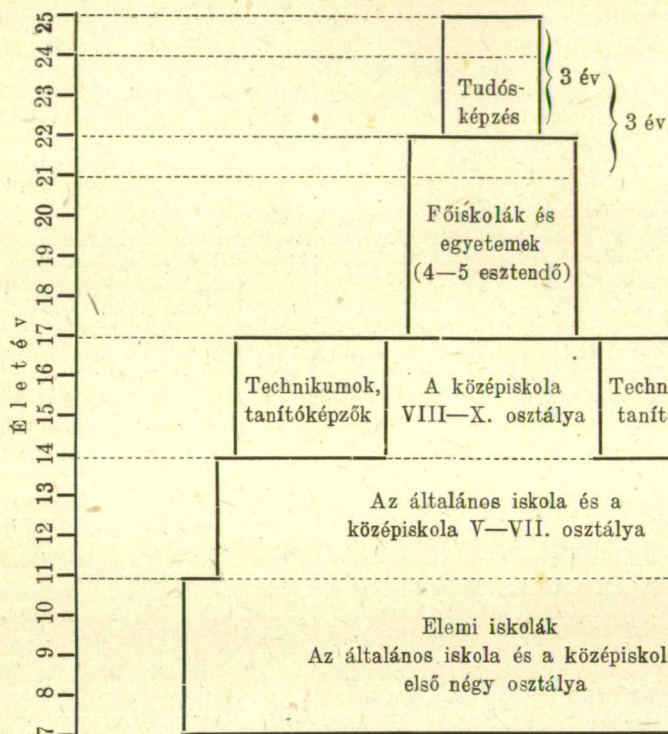 25
24
23
22
21
20
19
18
17
16
15
14
13
12
11
10
9
8
7
Életév
Tudós-
képzés
3 év
3 év
Főiskolák és
egyetemek
(4—5 esztendő)
Technikumok,
tanítóképzők
A középiskola
VIII—X. osztálya
Techn
tanít
Az általános iskola és a
középiskola V—VII. osztálya
Elemi iskolák
Az általános iskola és a középiskol
első négy osztálya